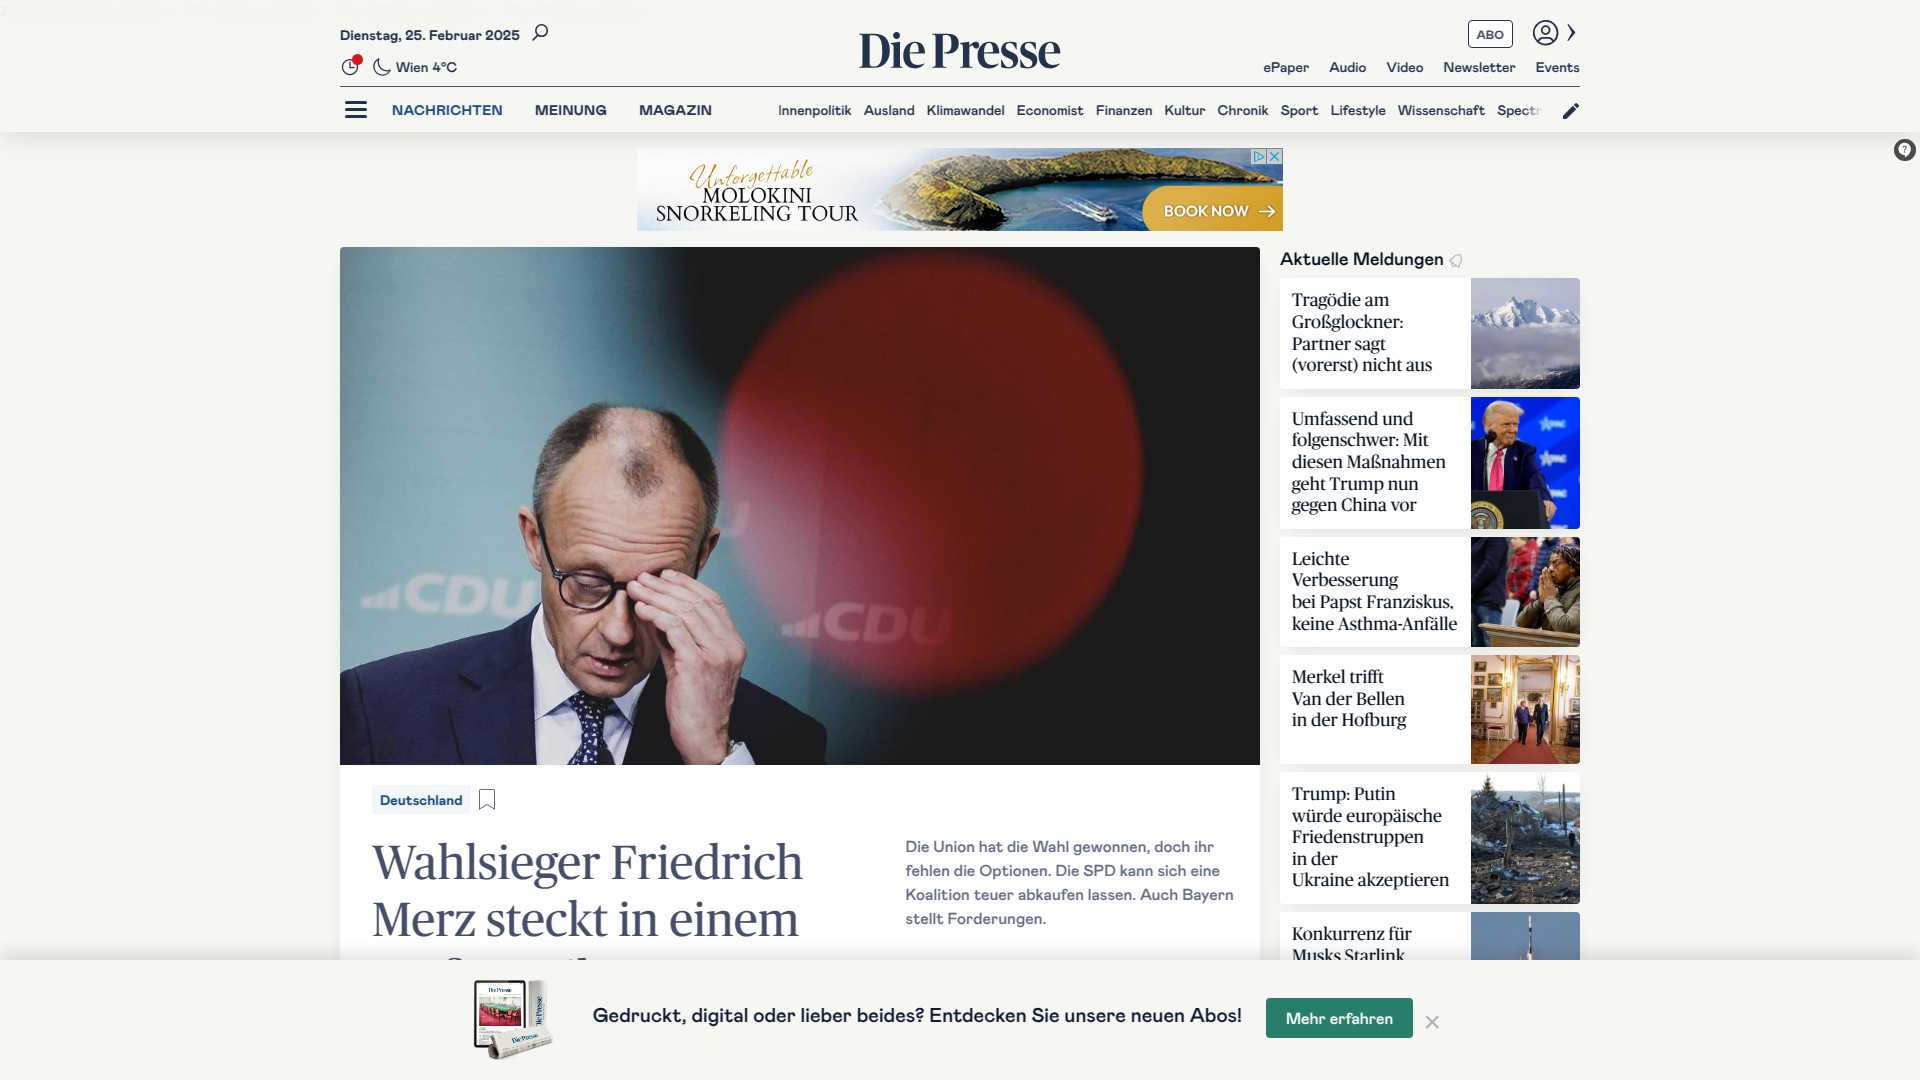 Dienstag, 25. Februar 2025
Wien 4°C
Die Presse
ABO
ePaper Audio Video Newsletter Events
NACHRICHTEN MEINUNG MAGAZIN
Innenpolitik Ausland Klimawandel Economist Finanzen Kultur Chronik Sport Lifestyle Wissenschaft Spectr
Unforgettable
MOLOKINI
SNORKELING TOUR
BOOK NOW
CDU
CDU
Deutschland
Wahlsieger Friedrich
Merz steckt in einem
Die Union hat die Wahl gewonnen, doch ihr
fehlen die Optionen. Die SPD kann sich eine
Koalition teuer abkaufen lassen. Auch Bayern
stellt Forderungen.
Aktuelle Meldungen
Tragödie am
Großglockner:
Partner sagt
(vorerst) nicht aus
Umfassend und
folgenschwer: Mit
diesen Maßnahmen
geht Trump nun
gegen China vor
Leichte
Verbesserung
bei Papst Franziskus,
keine Asthma-Anfälle
Merkel trifft
Van der Bellen
in der Hofburg
Trump: Putin
würde europäische
Friedenstruppen
in der
Ukraine akzeptieren
Konkurrenz für
Musks Starlink
Die Presse
Die Presse
Die Presse
Gedruckt, digital oder lieber beides? Entdecken Sie unsere neuen Abos!
Mehr erfahren